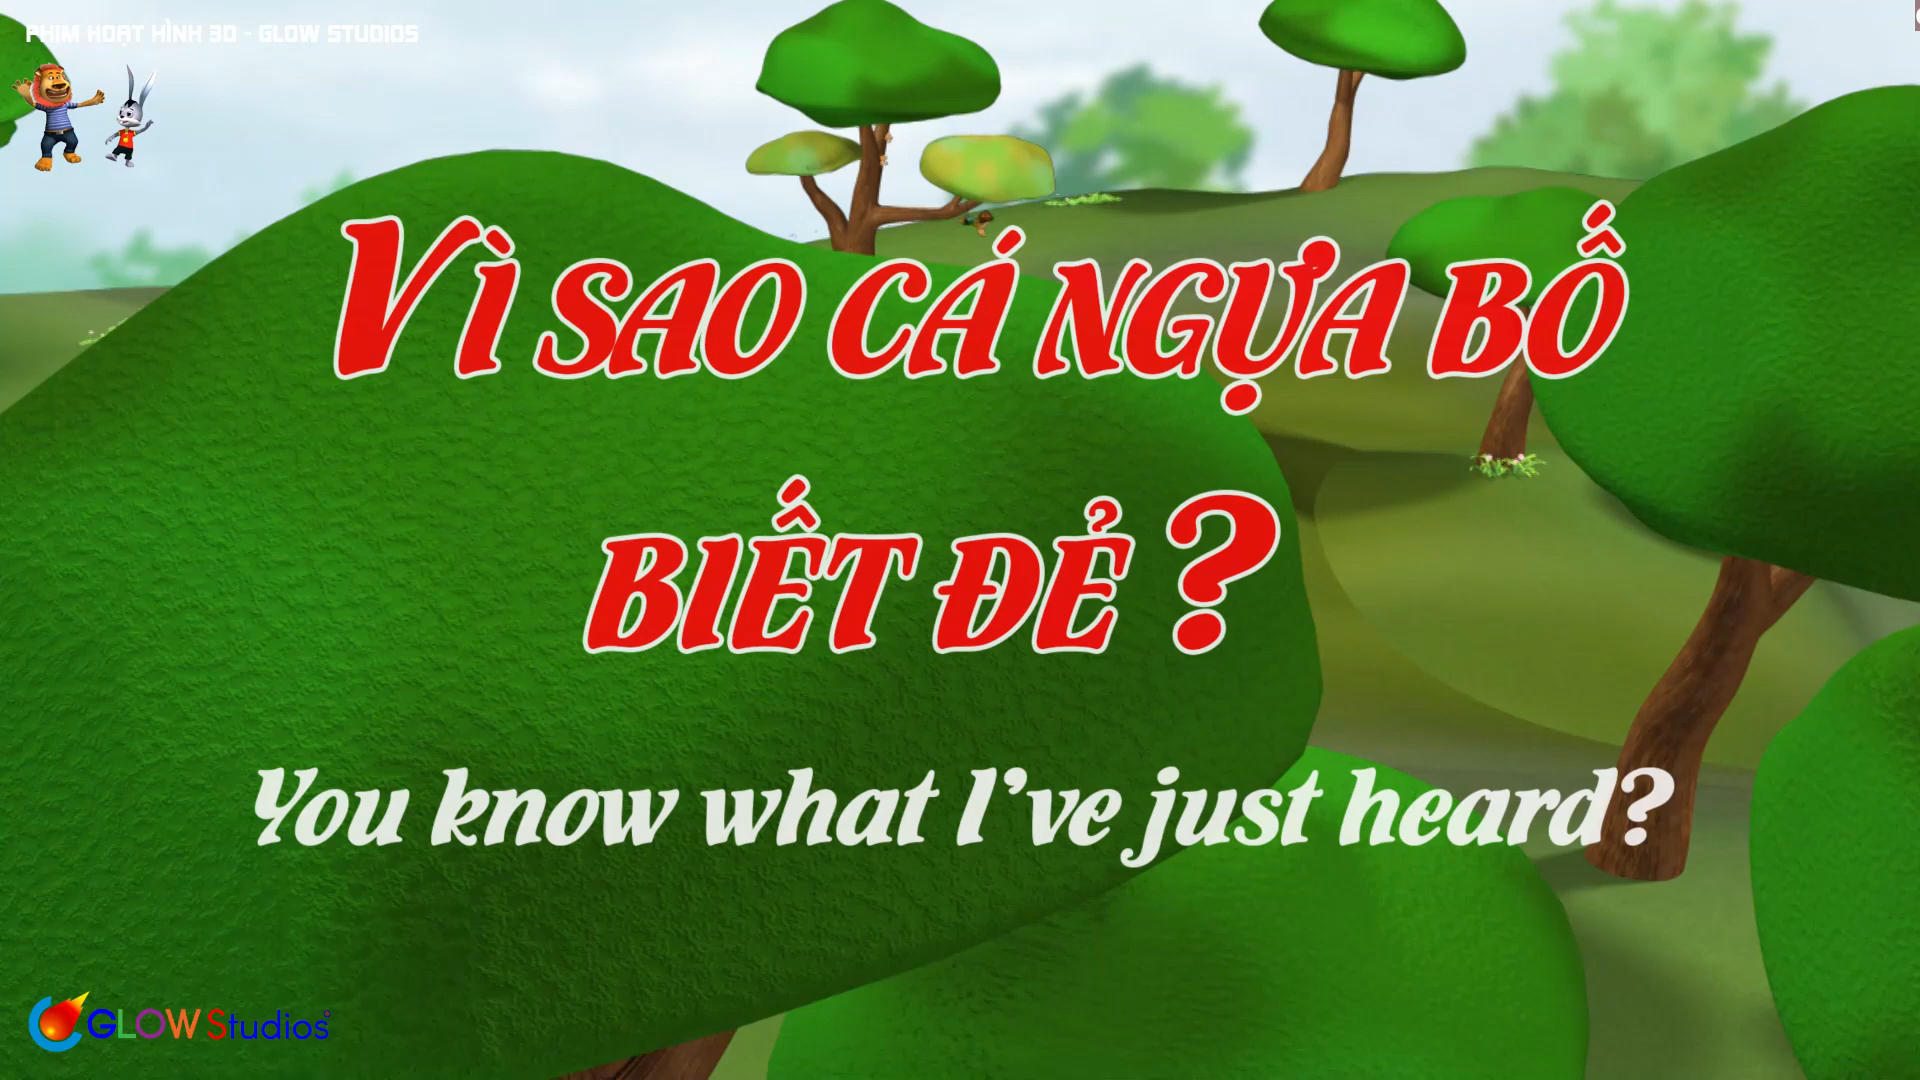 PHIM HOẠT HÌNH 3D - GLOW STUDIOS
VÌ SAO CÁ NGỰA BỐ
BIẾT ĐẺ ?
You know what I've just heard?
GLOW Studios